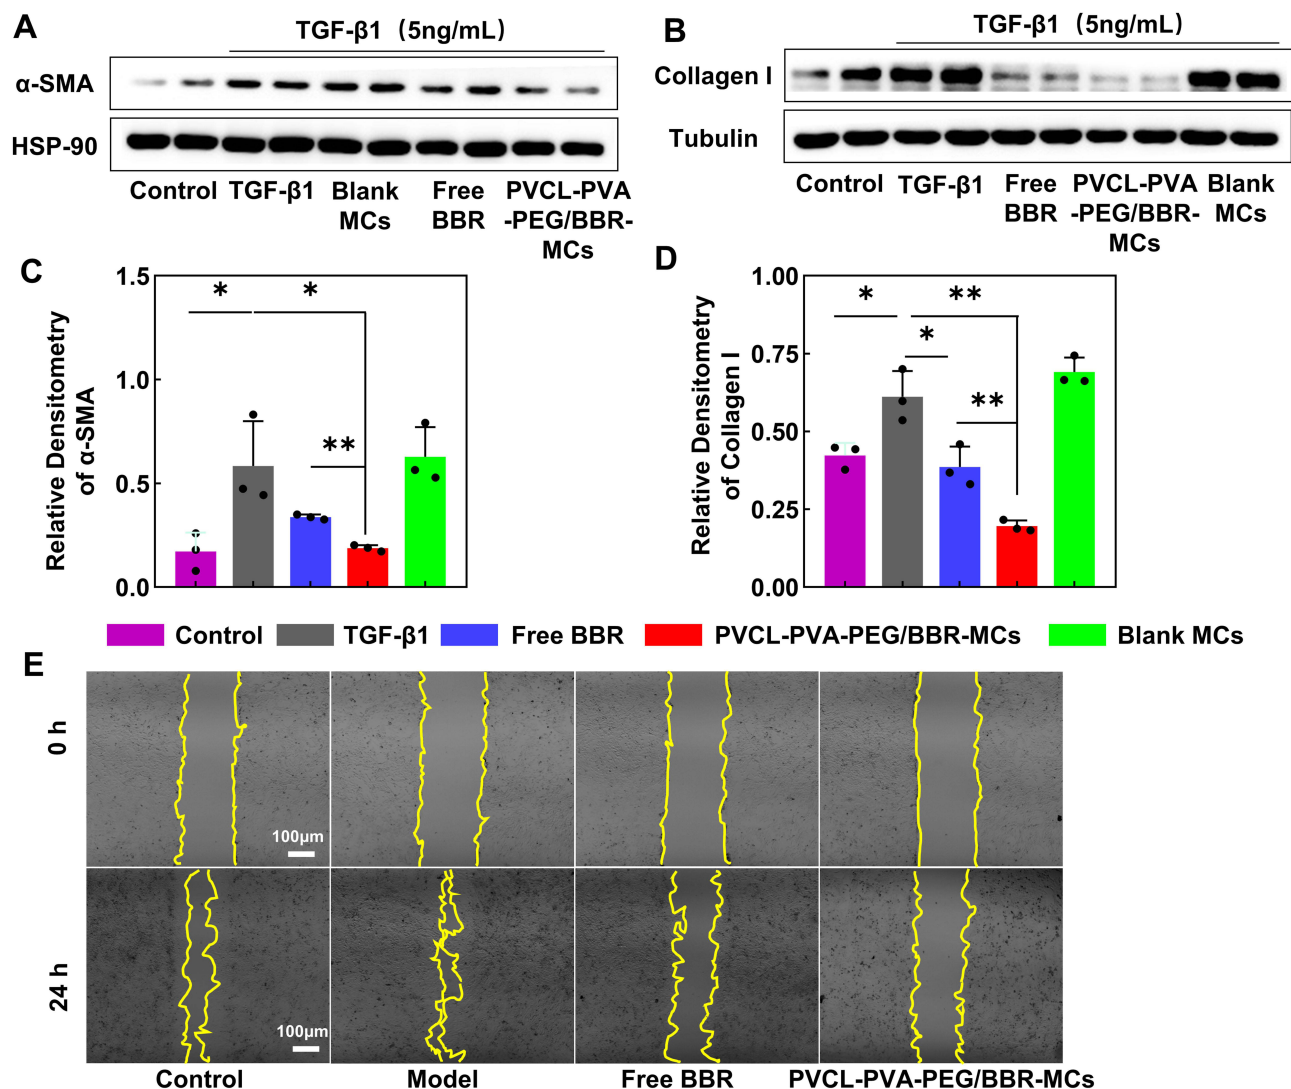 A
TGF-β1（5ng/mL）
α-SMA
HSP-90
Control TGF-β1 Blank MCs Free BBR PVCL-PVA -PEG/BBR- MCs
B
TGF-β1（5ng/mL）
Collagen I
Tubulin
Control TGF-β1 Free BBR PVCL-PVA -PEG/BBR- MCs Blank MCs
C
Relative Densitometry
of α-SMA
1.5
1.0
0.5
0.0
* *
**
D
Relative Densitometry
of Collagen I
1.00
0.75
0.50
0.25
0.00
* **
*
**
Control TGF-β1 Free BBR PVCL-PVA-PEG/BBR-MCs Blank MCs
E
0 h
100μm
24 h
100μm
Control Model Free BBR PVCL-PVA-PEG/BBR-MCs